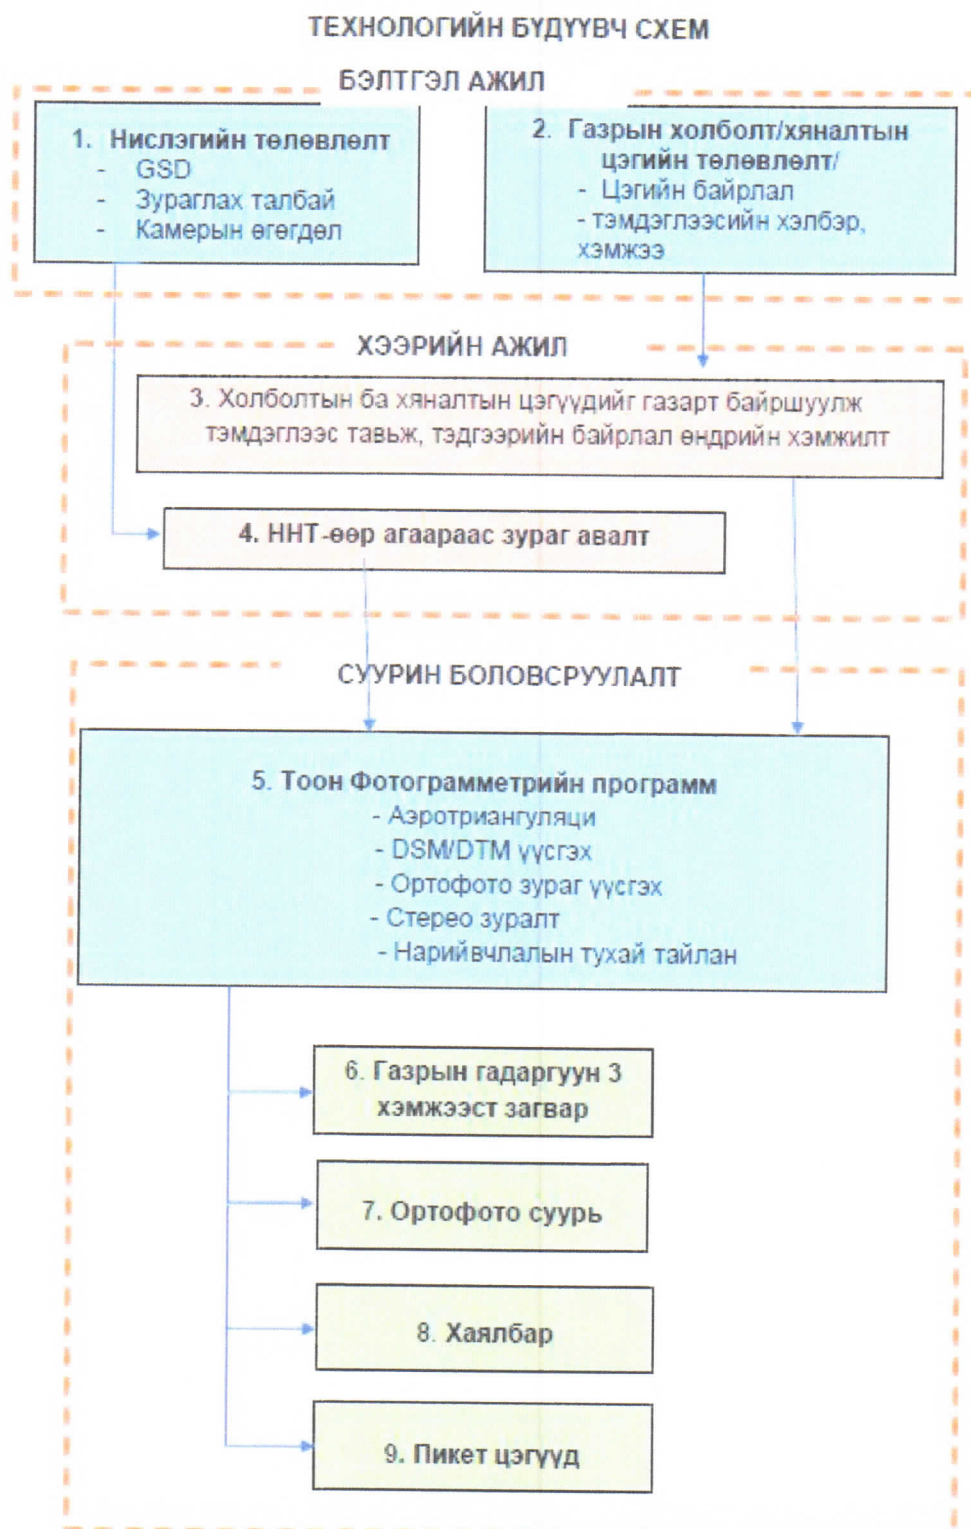 ТЕХНОЛОГИЙН БҮДҮҮВЧ СХЕМ
БЭЛТГЭЛ АЖИЛ
1. Нислэгийн төлөвлөлт
- GSD
- Зураглах талбай
- Камерын өгөгдөл
2. Газрын холболт/хяналтын
цэгийн төлөвлөлт/
- Цэгийн байрлал
- тэмдэглээсийн хэлбэр,
хэмжээ
ХЭЭРИЙН АЖИЛ
3. Холболтын ба хяналтын цэгүүдийг газарт байршуулж
тэмдэглээс тавьж, тэдгээрийн байрлал өндрийн хэмжилт
4. ННТ-өөр агаараас зураг авалт
СУУРИН БОЛОВСРУУЛАЛТ
5. Тоон Фотограмметрийн программ
- Аэротриангуляци
- DSM/DTM үүсгэх
- Ортофото зураг үүсгэх
- Стерео зуралт
- Нарийвчлалын тухай тайлан
6. Газрын гадаргуун 3
хэмжээст загвар
7. Ортофото суурь
8. Хаялбар
9. Пикет цэгүүд